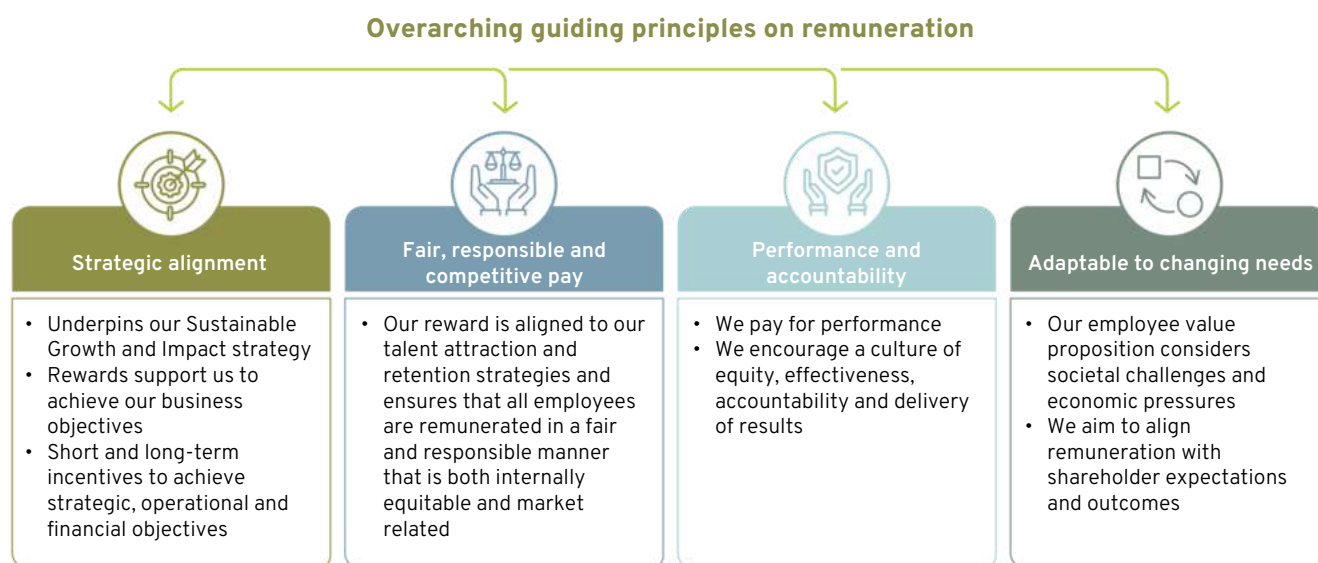 Overarching guiding principles on remuneration
Strategic alignment
• Underpins our Sustainable
Growth and Impact strategy
• Rewards support us to
achieve our business
objectives
• Short and long-term
incentives to achieve
strategic, operational and
financial objectives
Fair, responsible and
competitive pay
• Our reward is aligned to our
talent attraction and
retention strategies and
ensures that all employees
are remunerated in a fair
and responsible manner
that is both internally
equitable and market
related
Performance and
accountability
• We pay for performance
• We encourage a culture of
equity, effectiveness,
accountability and delivery
of results
Adaptable to changing needs
• Our employee value
proposition considers
societal challenges and
economic pressures
• We aim to align
remuneration with
shareholder expectations
and outcomes